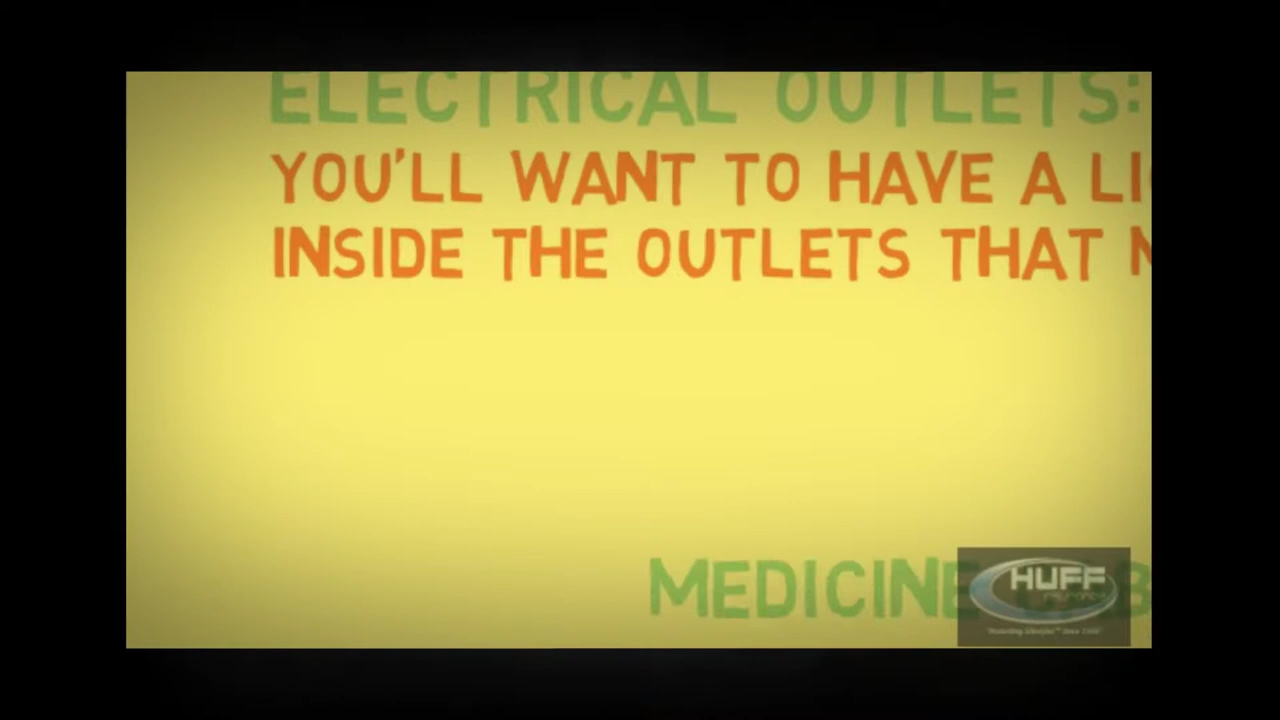 ELECTRICAL OUTLETS:
YOU'LL WANT TO HAVE A
INSIDE THE OUTLETS THAT
MEDICINE
HUFF